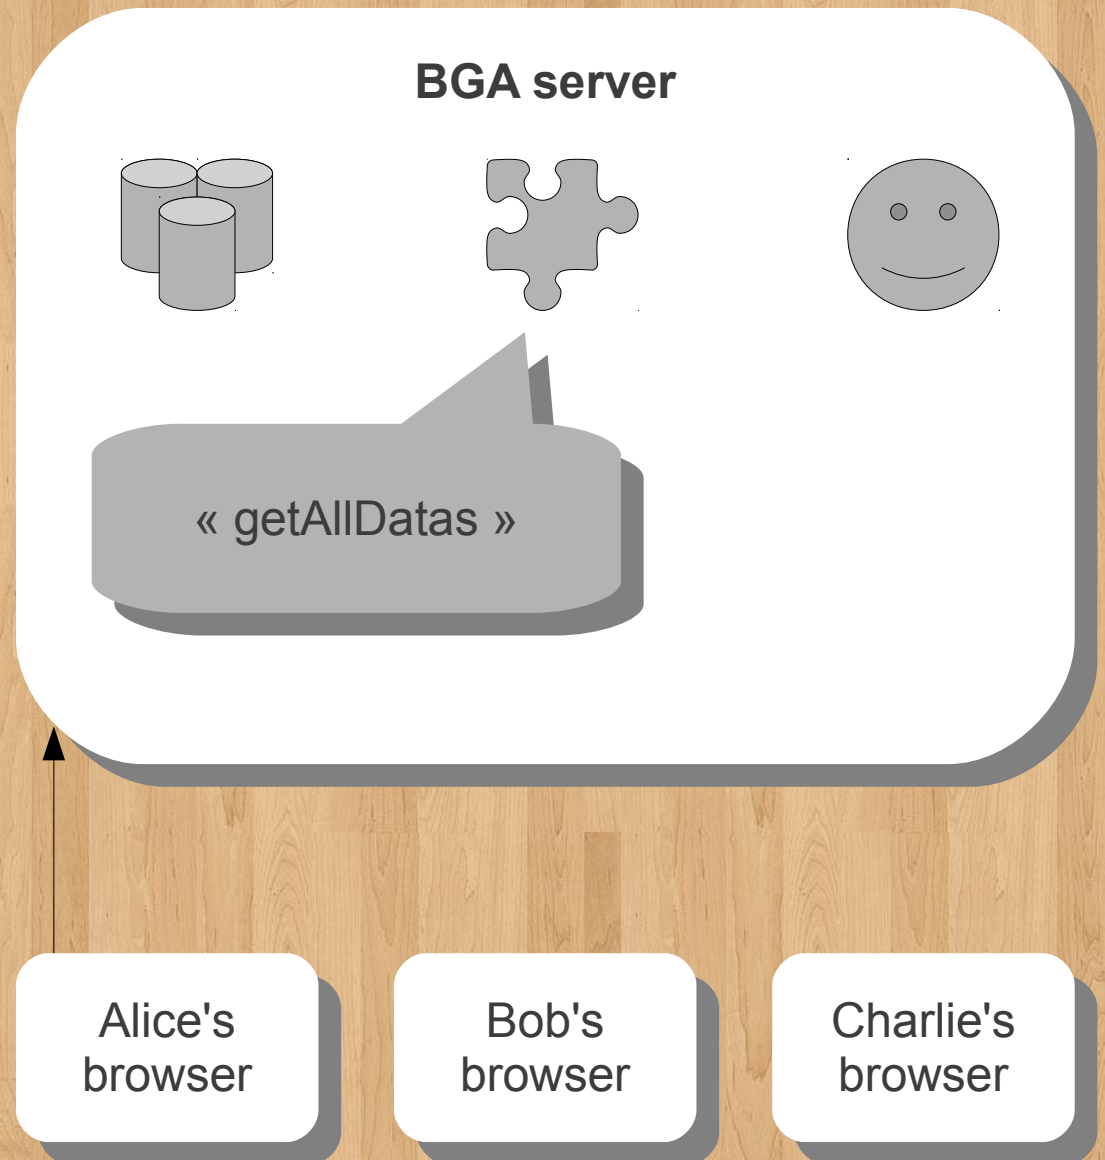 BGA server
« getAllDatas »
Alice's
browser
Bob's
browser
Charlie's
browser